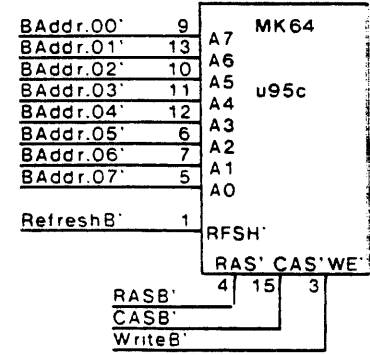 BAddr.00' 9 A7 MK64
BAddr.01' 13 A6
BAddr.02' 10 A5 u95c
BAddr.03' 11 A4
BAddr.04' 12 A3
BAddr.05' 6 A2
BAddr.06' 7 A1
BAddr.07' 5 A0
RefreshB' 1 RFSH'
RAS' CAS' WE'
4 15 3
RASB'
CASB'
WriteB'